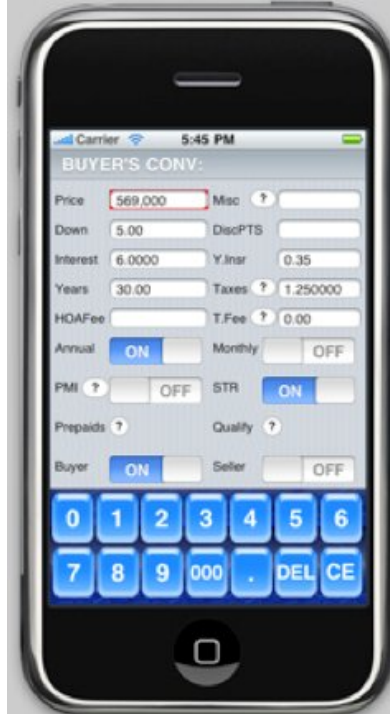 Carrier 5:45 PM
BUYER'S CONV:
Price 569,000 Misc ?
Down 5.00 DiscPTS
Interest 6.0000 Y.Insr 0.35
Years 30.00 Taxes ? 1.250000
HOAFee T.Fee ? 0.00
Annual ON Monthly OFF
PMI ? OFF STR ON
Prepaids ? Qualify ?
Buyer ON Seller OFF
0 1 2 3 4 5 6
7 8 9 000 . DEL CE